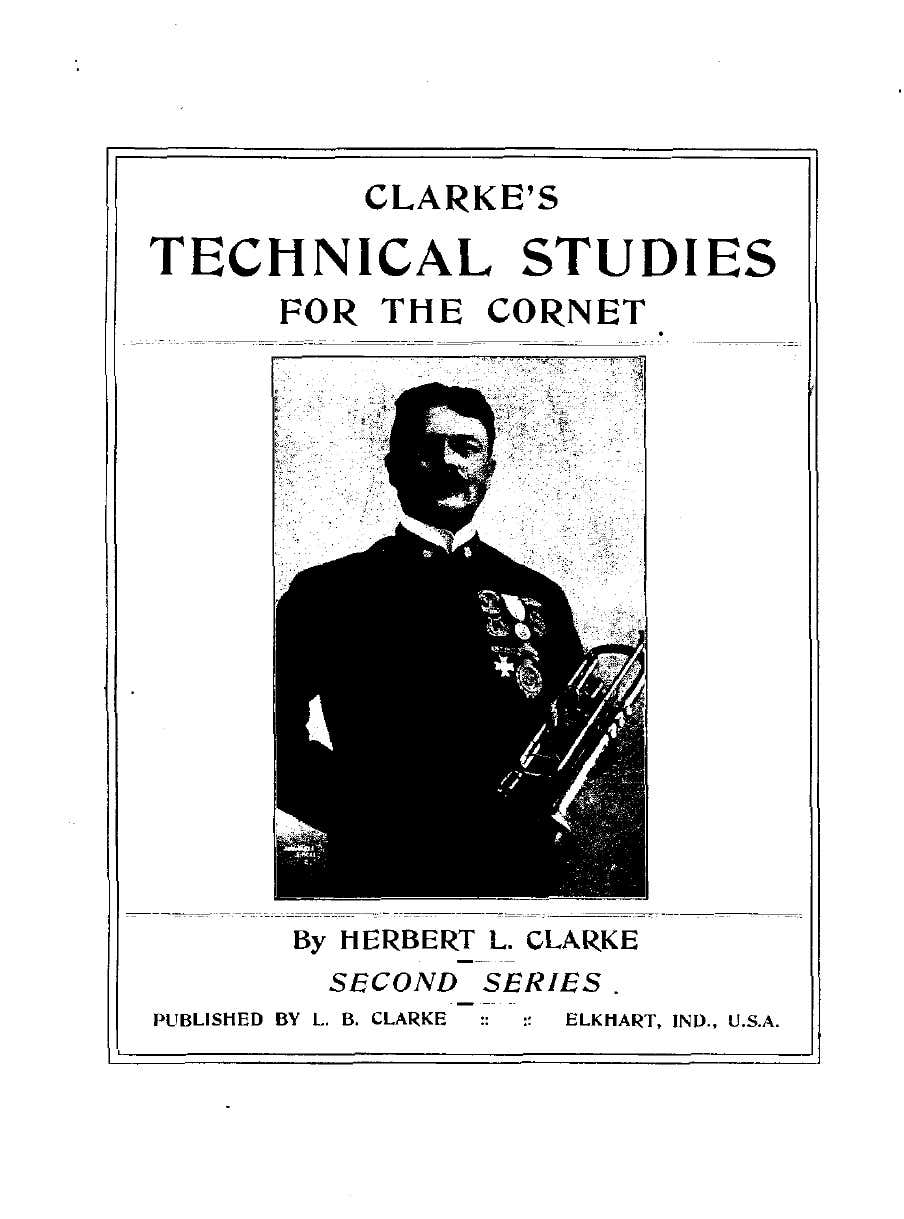 CLARKE'S
TECHNICAL STUDIES
FOR THE CORNET
By HERBERT L. CLARKE
SECOND SERIES.
PUBLISHED BY L. B. CLARKE :: :: ELKHART, IND., U.S.A.